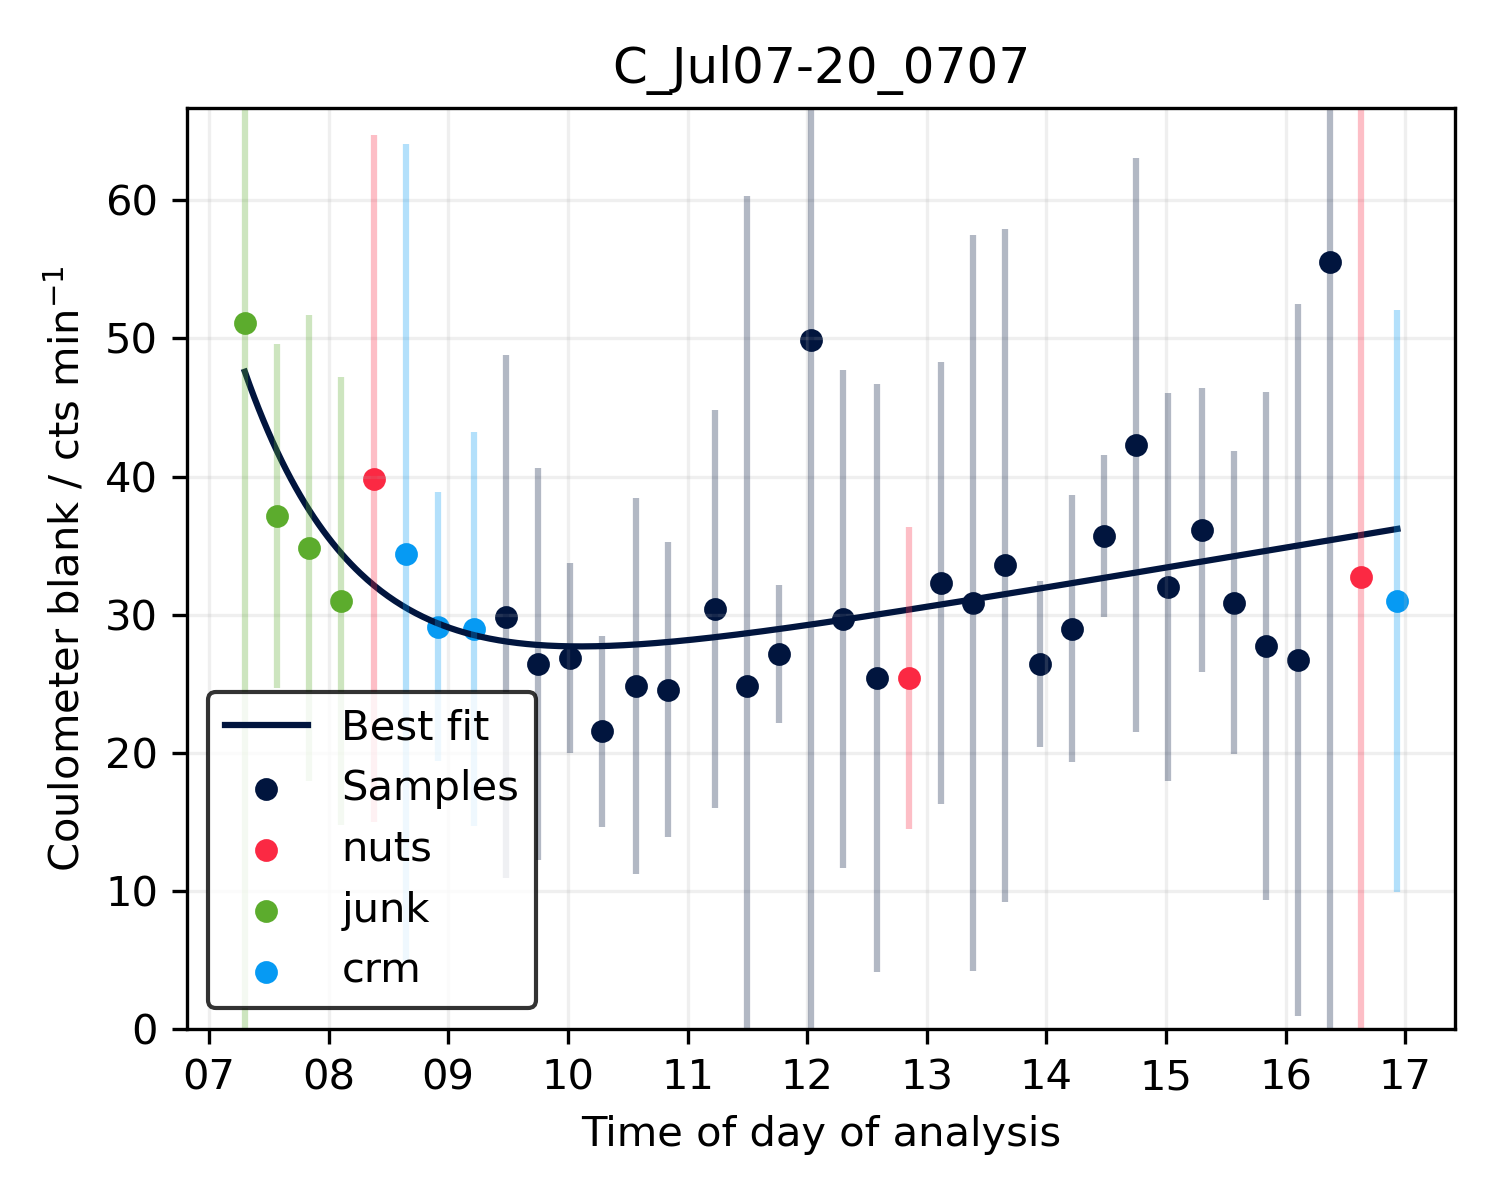 C_Jul07-20_0707
Coulometer blank / cts min⁻¹
60
50
40
30
20
10
0
Best fit
Samples
nuts
junk
crm
07 08 09 10 11 12 13 14 15 16 17
Time of day of analysis